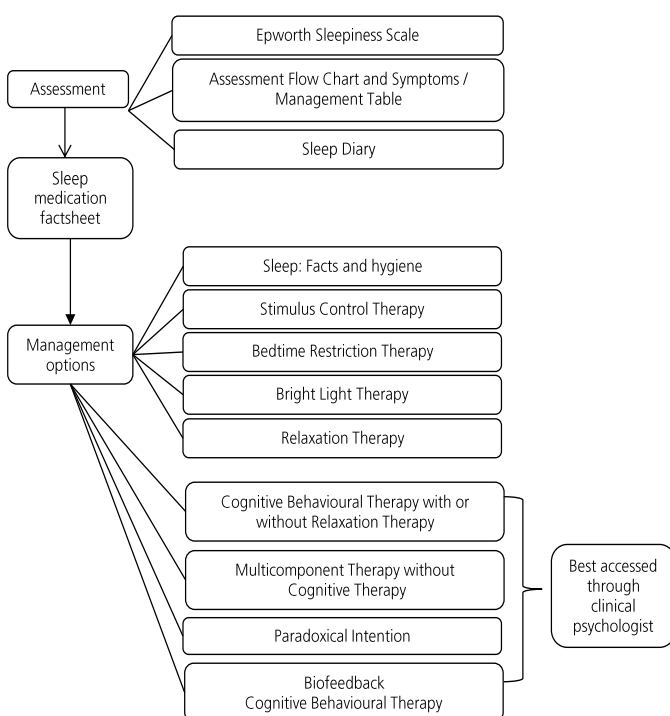 Epworth Sleepiness Scale
Assessment
Assessment Flow Chart and Symptoms /
Management Table
Sleep Diary
Sleep
medication
factsheet
Sleep: Facts and hygiene
Stimulus Control Therapy
Management
options
Bedtime Restriction Therapy
Bright Light Therapy
Relaxation Therapy
Cognitive Behavioural Therapy with or
without Relaxation Therapy
Multicomponent Therapy without
Cognitive Therapy
Paradoxical Intention
Biofeedback
Cognitive Behavioural Therapy
Best accessed
through
clinical
psychologist